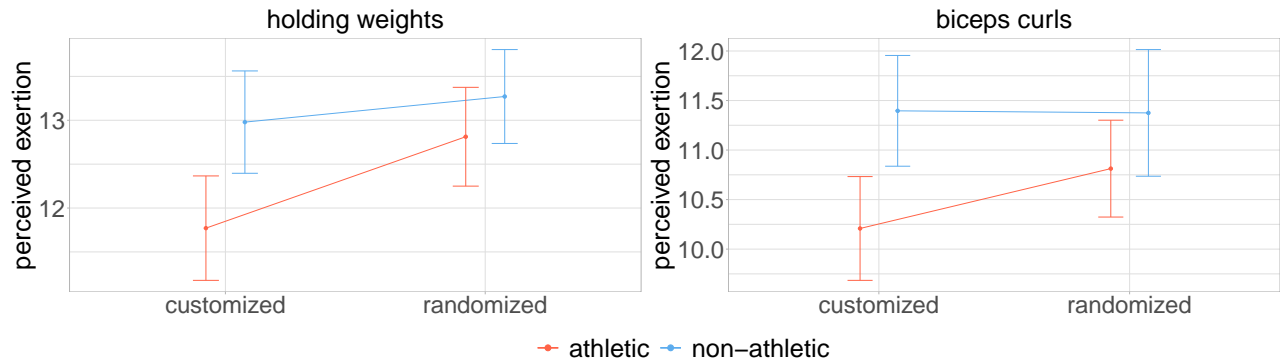 holding weights
perceived exertion
13
12
customized
randomized
biceps curls
perceived exertion
12.0
11.5
11.0
10.5
10.0
customized
randomized
athletic
non−athletic